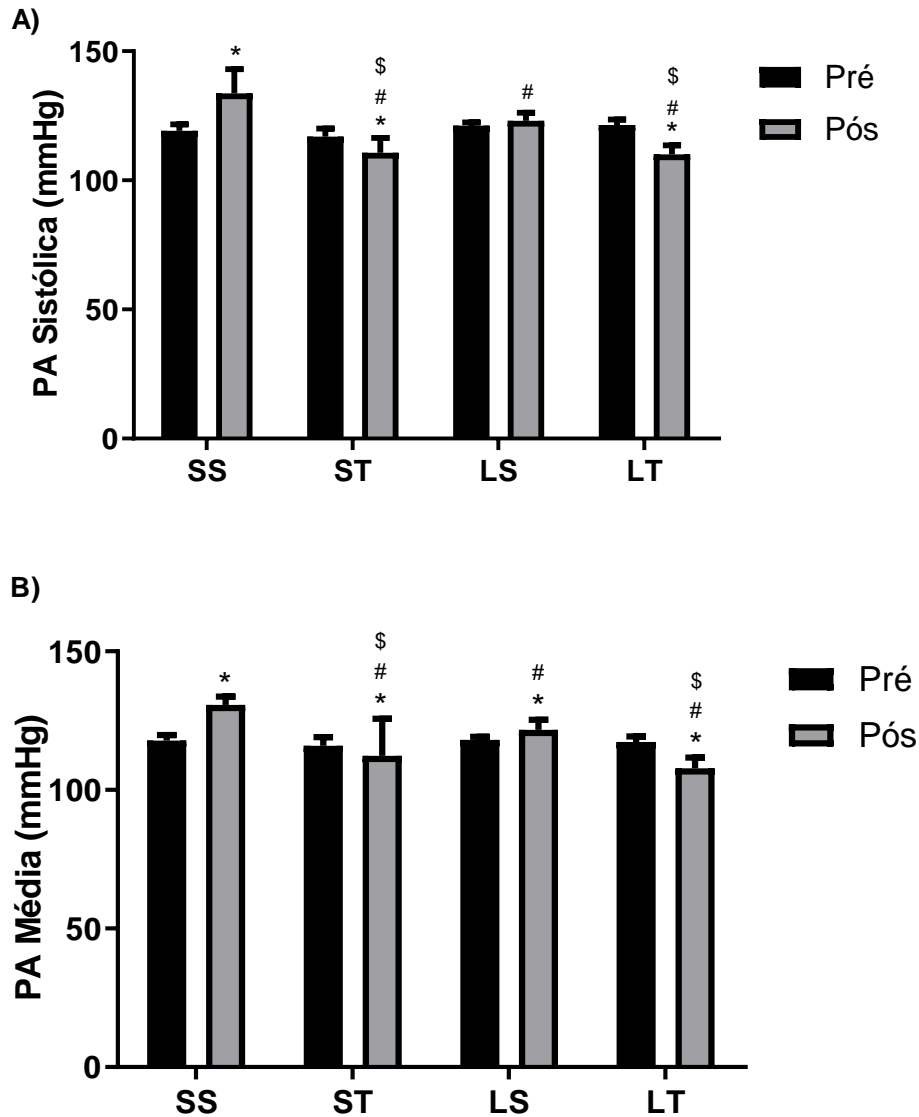 A)
PA Sistólica (mmHg)
150
100
50
0
*
$
#
*
#
$
#
*
SS ST LS LT
Pré
Pós
B)
PA Média (mmHg)
150
100
50
0
*
$
#
*
#
*
$
#
*
SS ST LS LT
Pré
Pós